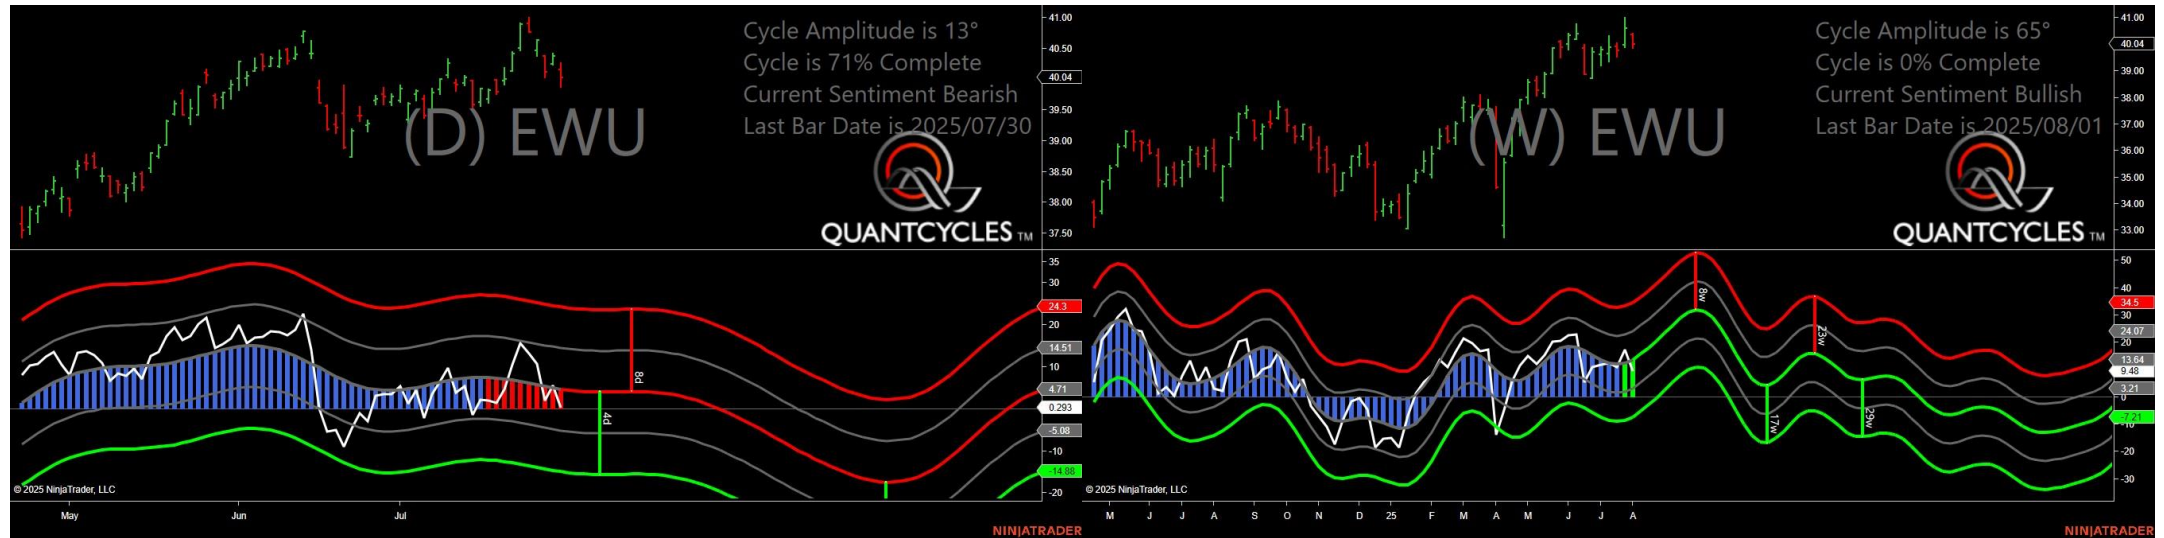 Cycle Amplitude is 13°
Cycle is 71% Complete
Current Sentiment Bearish
Last Bar Date is 2025/07/30
(D) EWU
QUANTCYCLES TM
41.00
40.50
40.04
39.50
39.00
38.50
38.00
37.50
35
30
24.3
20
14.51
10
4.71
0.293
-5.08
-10
-14.88
-20
8d
4d
© 2025 NinjaTrader, LLC
May Jun Jul
NINJATRADER
Cycle Amplitude is 65°
Cycle is 0% Complete
Current Sentiment Bullish
Last Bar Date is 2025/08/01
(W) EWU
QUANTCYCLES TM
41.00
40.04
39.00
38.00
37.00
36.00
35.00
34.00
33.00
50
40
34.5
30
24.07
20
13.64
9.48
3.21
0
-7.21
-10
-20
-30
8w
23w
17w
29w
© 2025 NinjaTrader, LLC
M J J A S O N D 25 F M A M J J A
NINJATRADER